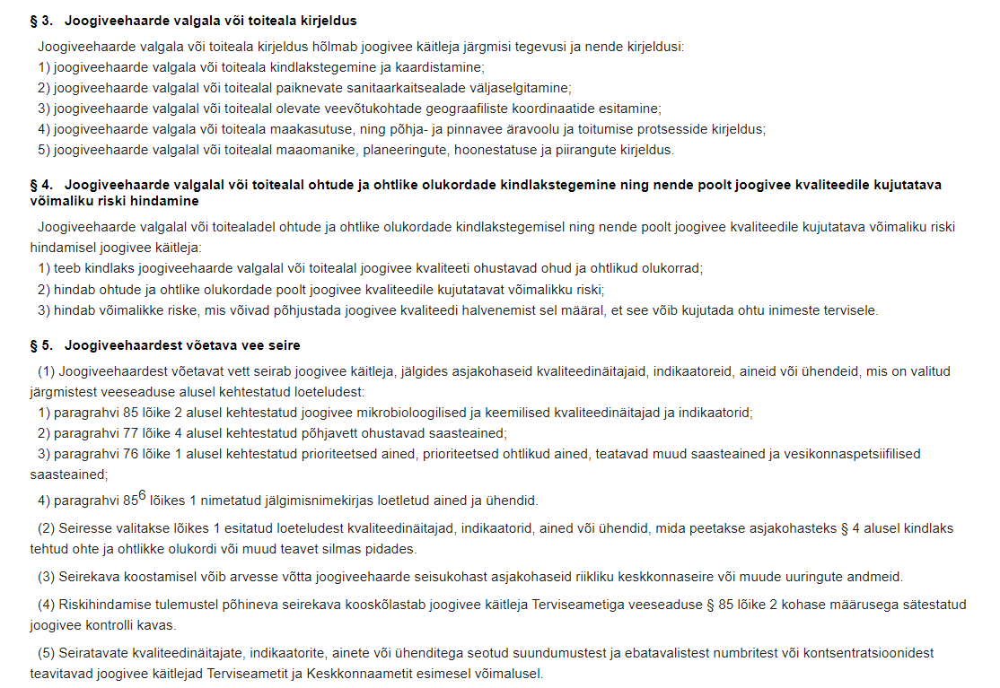 § 3. Joogiveehaarde valgala või toiteala kirjeldus
Joogiveehaarde valgala või toiteala kirjeldus hõlmab joogivee käitleja järgmisi tegevusi ja nende kirjeldusi:
1) joogiveehaarde valgala või toiteala kindlakstegemine ja kaardistamine;
2) joogiveehaarde valgalal või toitealal paiknevate sanitaarkaitsealade väljaselgitamine;
3) joogiveehaarde valgalal või toitealal olevate veevõtukohtade geograafiliste koordinaatide esitamine;
4) joogiveehaarde valgala või toiteala maakasutuse, ning põhja- ja pinnavee äravoolu ja toitumise protsesside kirjeldus;
5) joogiveehaarde valgalal või toitealal maaomanike, planeeringute, hoonestatuse ja piirangute kirjeldus.
§ 4. Joogiveehaarde valgalal või toitealal ohtude ja ohtlike olukordade kindlakstegemine ning nende poolt joogivee kvaliteedile kujutatava
võimaliku riski hindamine
Joogiveehaarde valgalal või toitealadel ohtude ja ohtlike olukordade kindlakstegemisel ning nende poolt joogivee kvaliteedile kujutatava võimaliku riski
hindamisel joogivee käitleja:
1) teeb kindlaks joogiveehaarde valgalal või toitealal joogivee kvaliteeti ohustavad ohud ja ohtlikud olukorrad;
2) hindab ohtude ja ohtlike olukordade poolt joogivee kvaliteedile kujutatavat võimalikku riski;
3) hindab võimalikke riske, mis võivad põhjustada joogivee kvaliteedi halvenemist sel määral, et see võib kujutada ohtu inimeste tervisele.
§ 5. Joogiveehaardest võetava vee seire
(1) Joogiveehaardest võetavat vett seirab joogivee käitleja, jälgides asjakohaseid kvaliteedinäitajaid, indikaatoreid, aineid või ühendeid, mis on valitud
järgmistest veeseaduse alusel kehtestatud loeteludest:
1) paragrahvi 85 lõike 2 alusel kehtestatud joogivee mikrobioloogilised ja keemilised kvaliteedinäitajad ja indikaatorid;
2) paragrahvi 77 lõike 4 alusel kehtestatud põhjavett ohustavad saasteained;
3) paragrahvi 76 lõike 1 alusel kehtestatud prioriteetsed ained, prioriteetsed ohtlikud ained, teatavad muud saasteained ja vesikonnaspetsiifilised
saasteained;
4) paragrahvi 85⁶ lõikes 1 nimetatud jälgimisnimekirjas loetletud ained ja ühendid.
(2) Seiresse valitakse lõikes 1 esitatud loeteludest kvaliteedinäitajad, indikaatorid, ained või ühendid, mida peetakse asjakohasteks § 4 alusel kindlaks
tehtud ohte ja ohtlikke olukordi või muud teavet silmas pidades.
(3) Seirekava koostamisel võib arvesse võtta joogiveehaarde seisukohast asjakohaseid riikliku keskkonnaseire või muude uuringute andmeid.
(4) Riskihindamise tulemustel põhineva seirekava kooskõlastab joogivee käitleja Terviseametiga veeseaduse § 85 lõike 2 kohase määrusega sätestatud
joogivee kontrolli kavas.
(5) Seiratavate kvaliteedinäitajate, indikaatorite, ainete või ühenditega seotud suundumustest ja ebatavalistest numbritest või kontsentratsioonidest
teavitavad joogivee käitlejad Terviseametit ja Keskkonnaametit esimesel võimalusel.